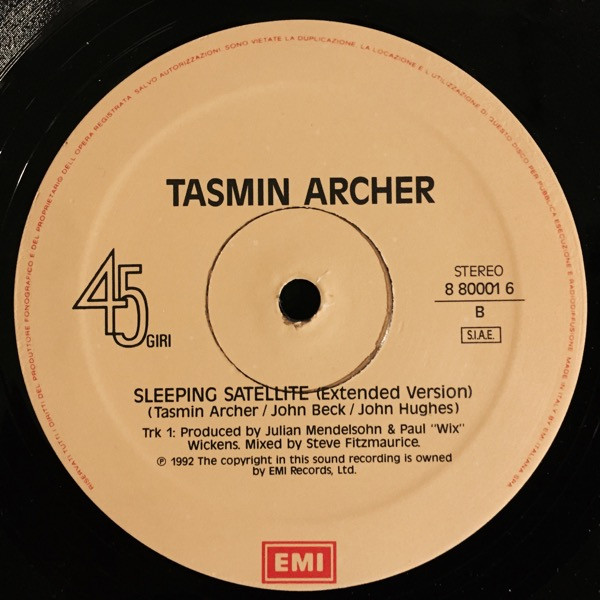 RISERVATI TUTTI I DIRITTI DEL PRODUTTORE FONOGRAFICO E DEL PROPRIETARIO DELL'OPERA REGISTRATA. SALVO AUTORIZZAZIONI, SONO VIETATE LA DUPLICAZIONE, LA LOCAZIONE E L'UTILIZZAZIONE DI QUESTO DISCO PER PUBBLICA ESECUZIONE E RADIODIFFUSIONE. MADE IN ITALY BY EMI ITALIANA SPA
TASMIN ARCHER
45 GIRI
STEREO
8 80001 6
B
S.I.A.E.
SLEEPING SATELLITE (Extended Version)
(Tasmin Archer / John Beck / John Hughes)
Trk 1: Produced by Julian Mendelsohn & Paul "Wix"
Wickens. Mixed by Steve Fitzmaurice.
℗ 1992 The copyright in this sound recording is owned
by EMI Records, Ltd.
EMI